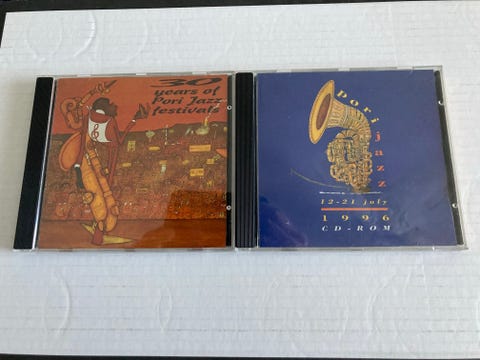 30
years of
Pori Jazz
festivals
pori
jazz
12-21 july
1996
CD-ROM